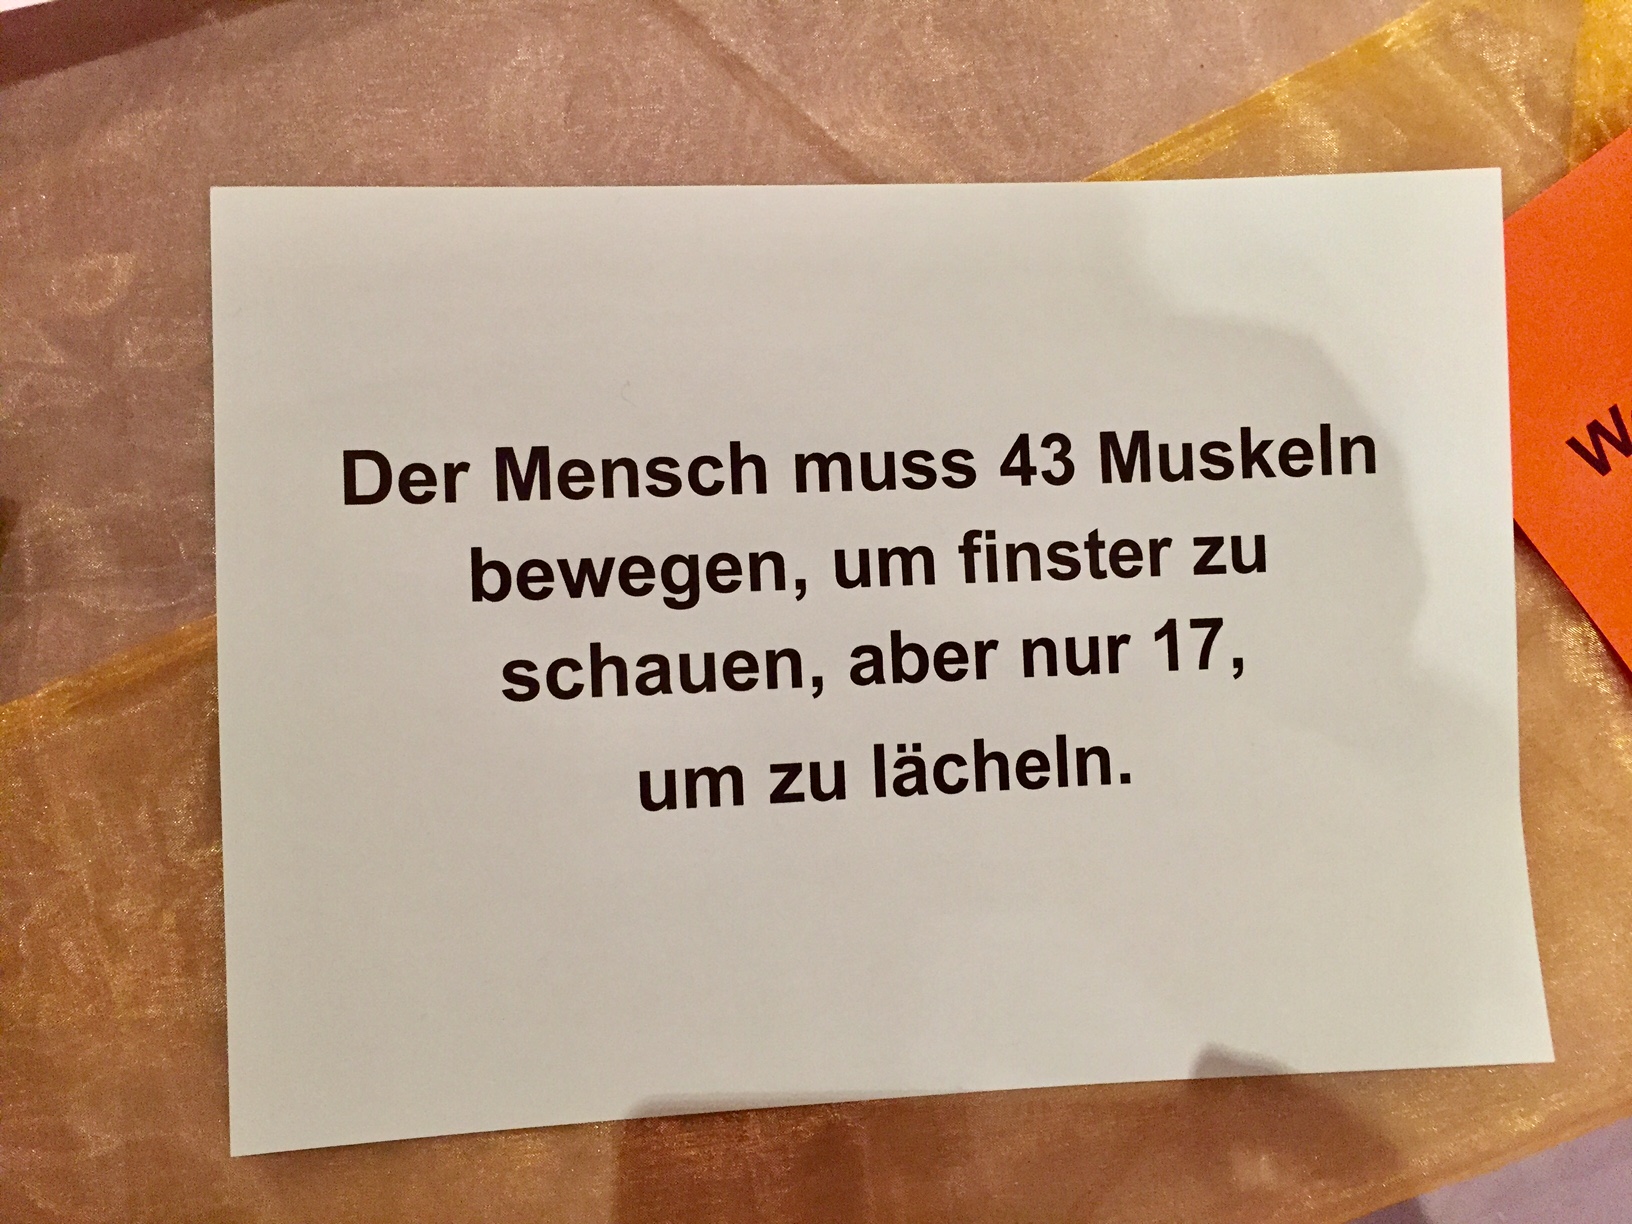 Der Mensch muss 43 Muskeln
bewegen, um finster zu
schauen, aber nur 17,
um zu lächeln.